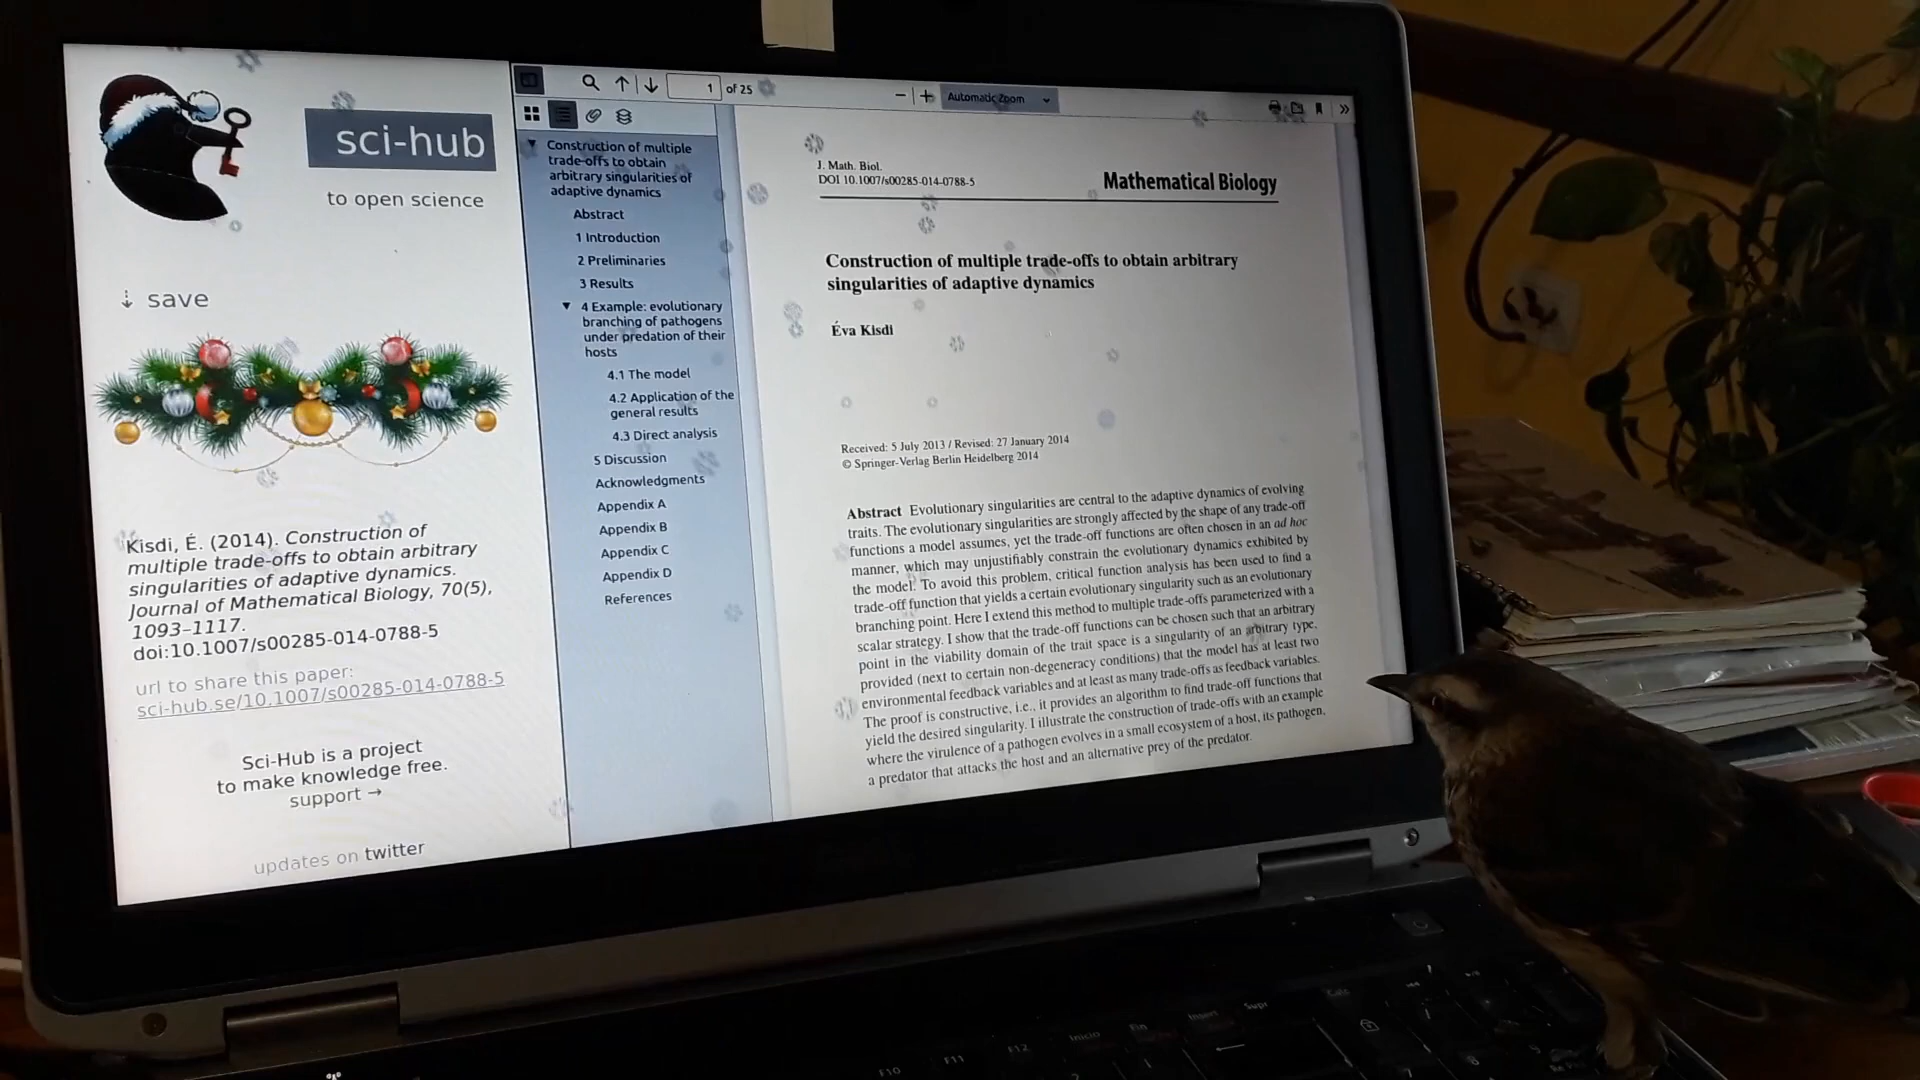 sci-hub
to open science
⇣ save
Kisdi, É. (2014). Construction of
multiple trade-offs to obtain arbitrary
singularities of adaptive dynamics.
Journal of Mathematical Biology, 70(5),
1093–1117.
doi:10.1007/s00285-014-0788-5
url to share this paper:
sci-hub.se/10.1007/s00285-014-0788-5
Sci-Hub is a project
to make knowledge free.
support →
updates on twitter
1 of 25
Automatic Zoom
Construction of multiple
trade-offs to obtain
arbitrary singularities of
adaptive dynamics
Abstract
1 Introduction
2 Preliminaries
3 Results
4 Example: evolutionary
branching of pathogens
under predation of their
hosts
4.1 The model
4.2 Application of the
general results
4.3 Direct analysis
5 Discussion
Acknowledgments
Appendix A
Appendix B
Appendix C
Appendix D
References
J. Math. Biol.
DOI 10.1007/s00285-014-0788-5
Mathematical Biology
Construction of multiple trade-offs to obtain arbitrary
singularities of adaptive dynamics
Éva Kisdi
Received: 5 July 2013 / Revised: 27 January 2014
© Springer-Verlag Berlin Heidelberg 2014
Abstract Evolutionary singularities are central to the adaptive dynamics of evolving
traits. The evolutionary singularities are strongly affected by the shape of any trade-off
functions a model assumes, yet the trade-off functions are often chosen in an ad hoc
manner, which may unjustifiably constrain the evolutionary dynamics exhibited by
the model. To avoid this problem, critical function analysis has been used to find a
trade-off function that yields a certain evolutionary singularity such as an evolutionary
branching point. Here I extend this method to multiple trade-offs parameterized with a
scalar strategy. I show that the trade-off functions can be chosen such that an arbitrary
point in the viability domain of the trait space is a singularity of an arbitrary type,
provided (next to certain non-degeneracy conditions) that the model has at least two
environmental feedback variables and at least as many trade-offs as feedback variables.
The proof is constructive, i.e., it provides an algorithm to find trade-off functions that
yield the desired singularity. I illustrate the construction of trade-offs with an example
where the virulence of a pathogen evolves in a small ecosystem of a host, its pathogen,
a predator that attacks the host and an alternative prey of the predator.
F10 F11 F12 Inicio Fin Insert Supr Calc